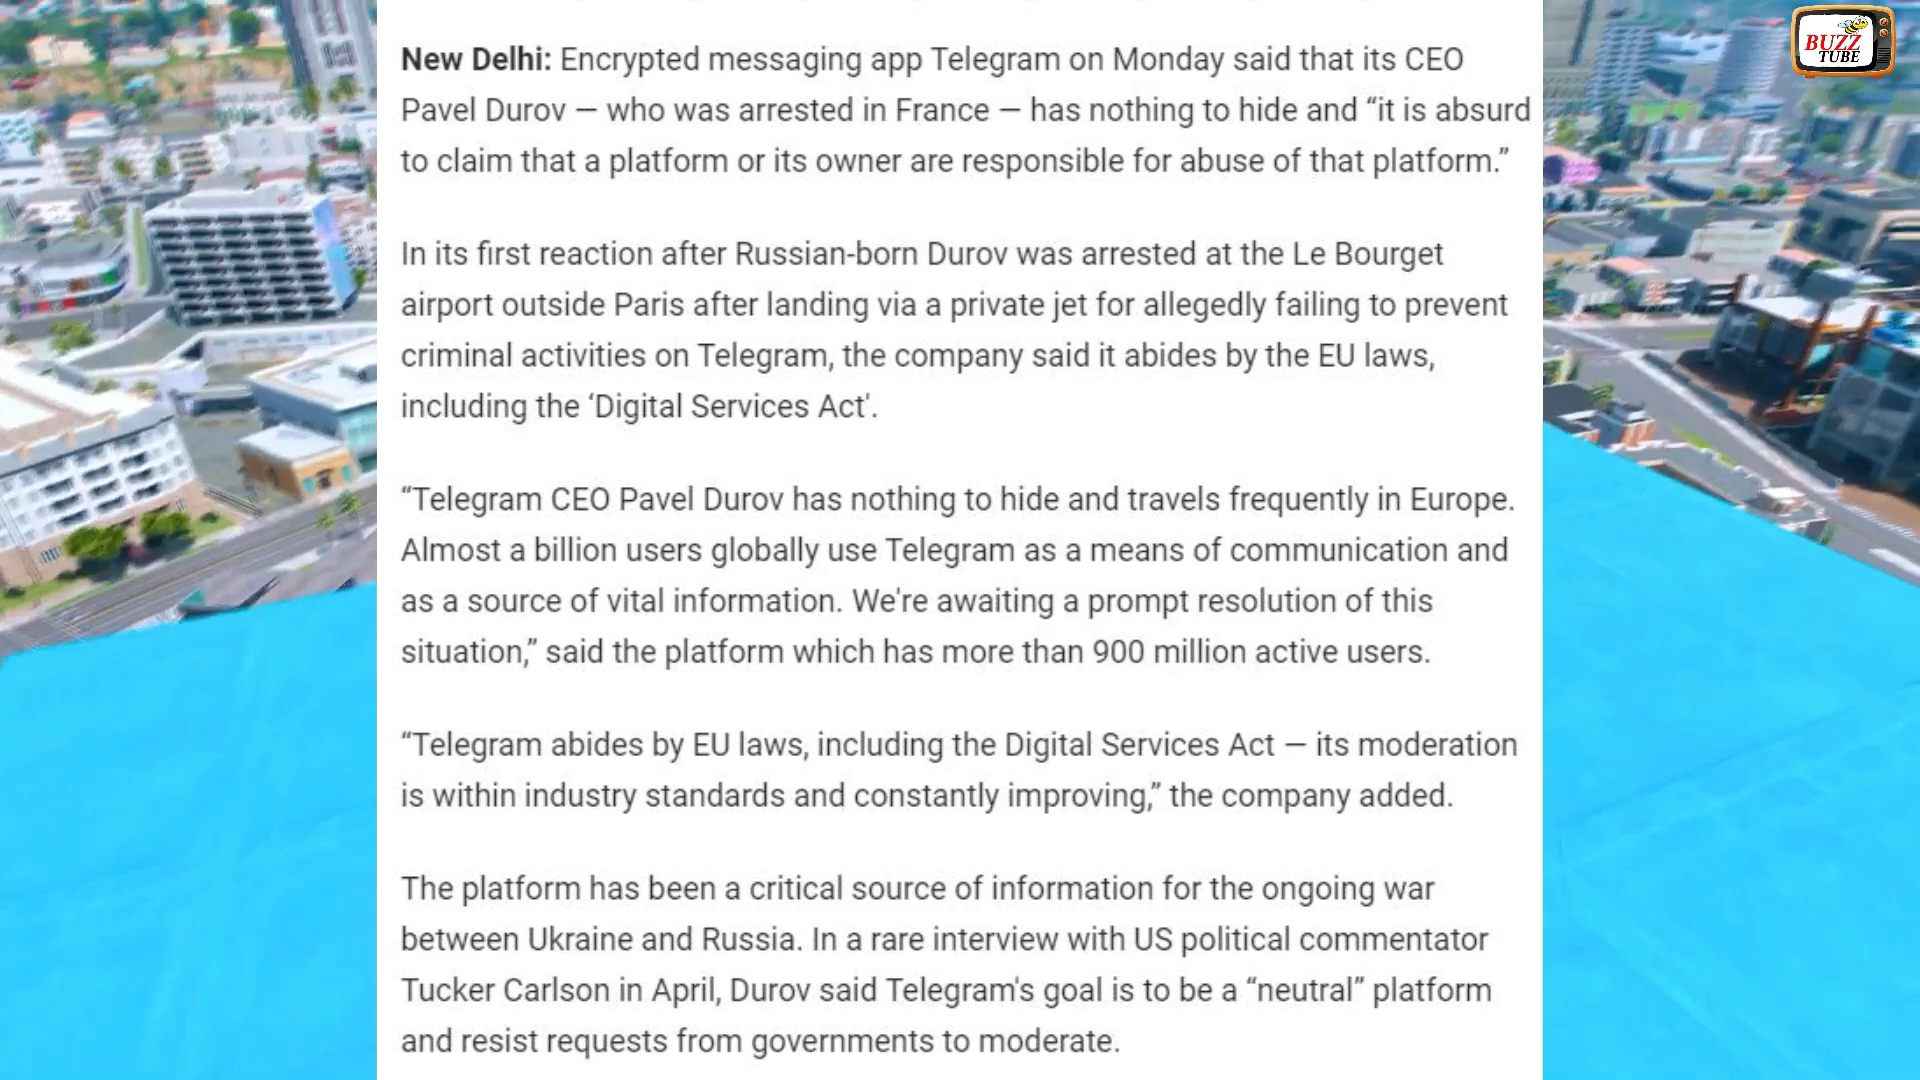 BUZZ
TUBE
New Delhi: Encrypted messaging app Telegram on Monday said that its CEO
Pavel Durov — who was arrested in France — has nothing to hide and “it is absurd
to claim that a platform or its owner are responsible for abuse of that platform.”
In its first reaction after Russian-born Durov was arrested at the Le Bourget
airport outside Paris after landing via a private jet for allegedly failing to prevent
criminal activities on Telegram, the company said it abides by the EU laws,
including the ‘Digital Services Act'.
“Telegram CEO Pavel Durov has nothing to hide and travels frequently in Europe.
Almost a billion users globally use Telegram as a means of communication and
as a source of vital information. We're awaiting a prompt resolution of this
situation,” said the platform which has more than 900 million active users.
“Telegram abides by EU laws, including the Digital Services Act — its moderation
is within industry standards and constantly improving,” the company added.
The platform has been a critical source of information for the ongoing war
between Ukraine and Russia. In a rare interview with US political commentator
Tucker Carlson in April, Durov said Telegram's goal is to be a “neutral” platform
and resist requests from governments to moderate.